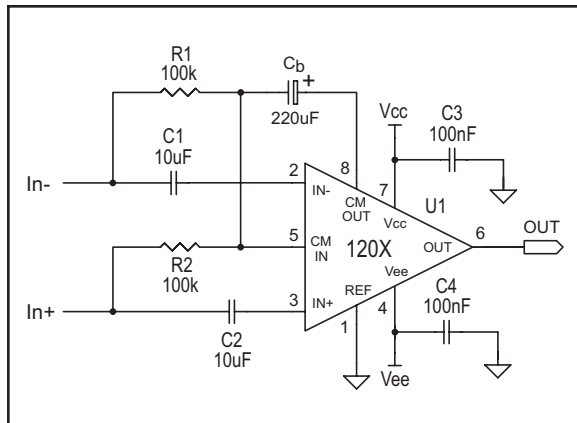 R1
100k
Cb
+
220uF
Vcc
C3
100nF
C1
10uF
In-
2
IN-
8
CM
OUT
7
Vcc
U1
5
CM
IN
120X
OUT
6
OUT
R2
100k
Vee
In+
3
IN+
REF
1
4
C4
100nF
C2
10uF
Vee